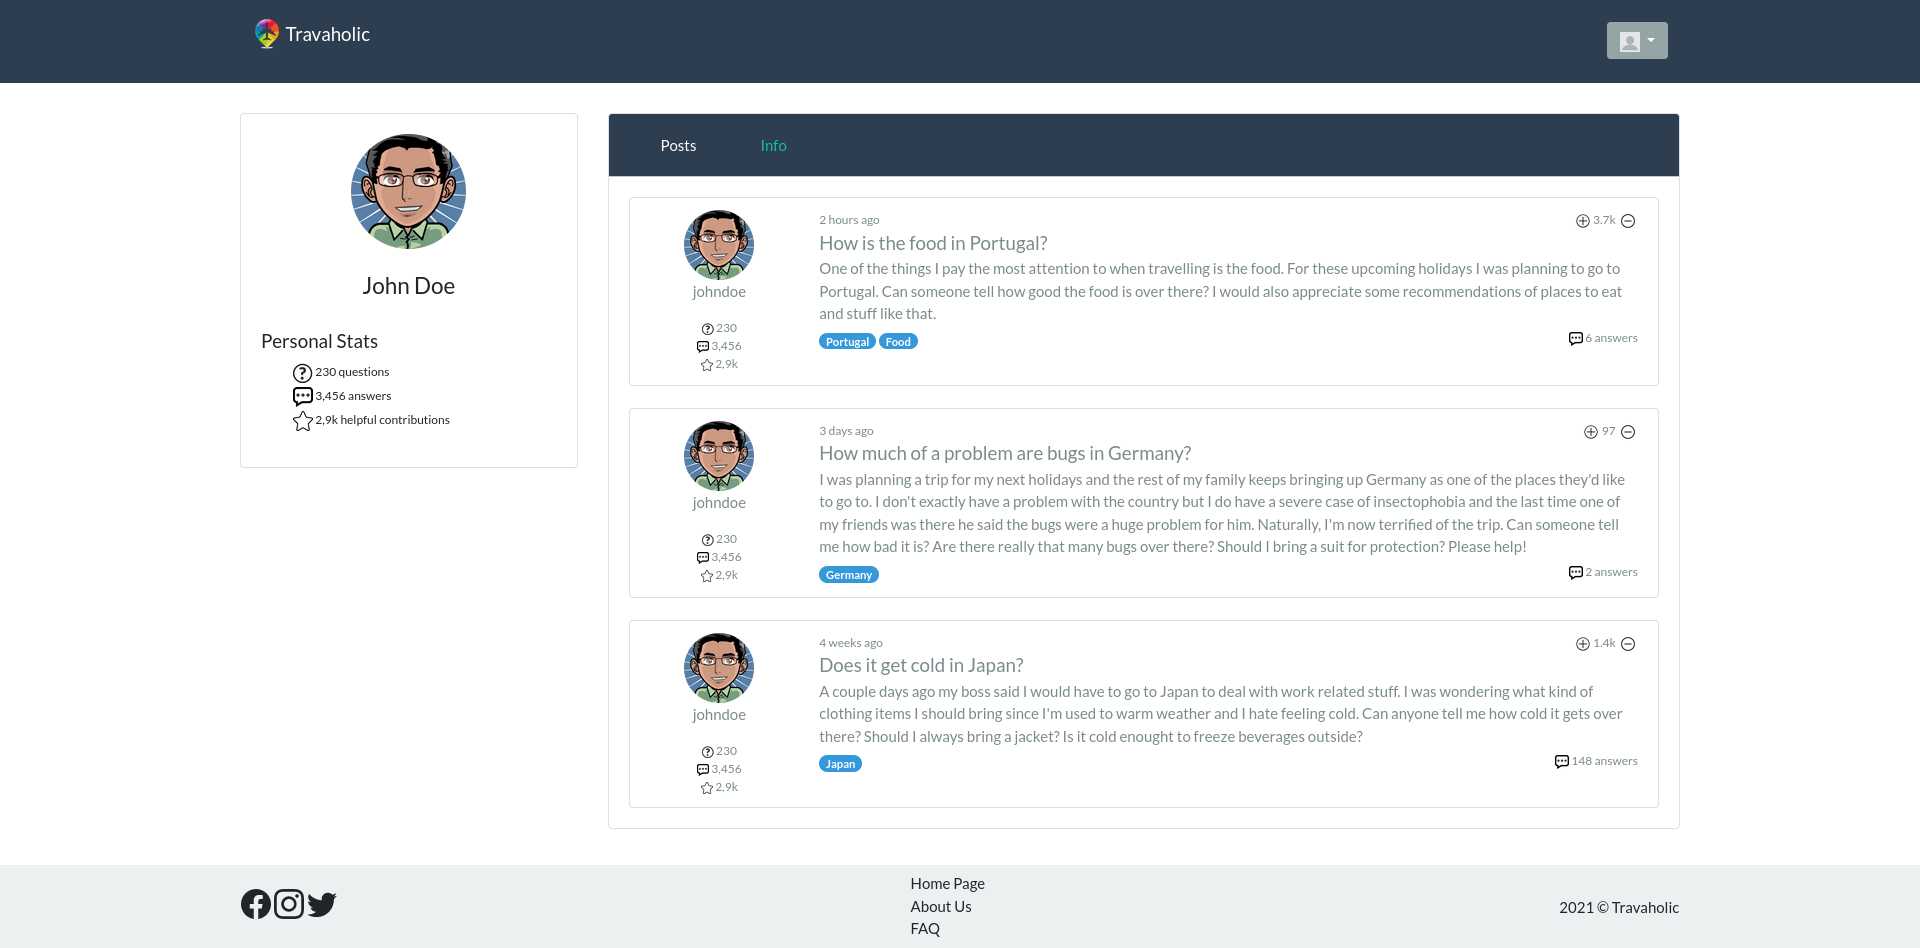 Travaholic
John Doe
Personal Stats
230 questions
3,456 answers
2,9k helpful contributions
Posts Info
johndoe
230
3,456
2,9k
2 hours ago 3.7k
How is the food in Portugal?
One of the things I pay the most attention to when travelling is the food. For these upcoming holidays I was planning to go to
Portugal. Can someone tell how good the food is over there? I would also appreciate some recommendations of places to eat
and stuff like that.
Portugal Food 6 answers
johndoe
230
3,456
2,9k
3 days ago 97
How much of a problem are bugs in Germany?
I was planning a trip for my next holidays and the rest of my family keeps bringing up Germany as one of the places they'd like
to go to. I don't exactly have a problem with the country but I do have a severe case of insectophobia and the last time one of
my friends was there he said the bugs were a huge problem for him. Naturally, I'm now terrified of the trip. Can someone tell
me how bad it is? Are there really that many bugs over there? Should I bring a suit for protection? Please help!
Germany 2 answers
johndoe
230
3,456
2,9k
4 weeks ago 1.4k
Does it get cold in Japan?
A couple days ago my boss said I would have to go to Japan to deal with work related stuff. I was wondering what kind of
clothing items I should bring since I'm used to warm weather and I hate feeling cold. Can anyone tell me how cold it gets over
there? Should I always bring a jacket? Is it cold enought to freeze beverages outside?
Japan 148 answers
Home Page
About Us
FAQ
2021 © Travaholic